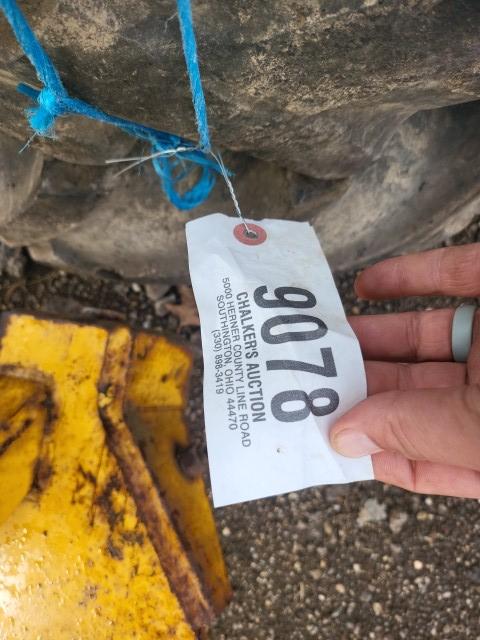 9078
CHALKER'S AUCTION
5000 HERNER COUNTY LINE ROAD
SOUTHINGTON, OHIO 44470
(330) 898-3419